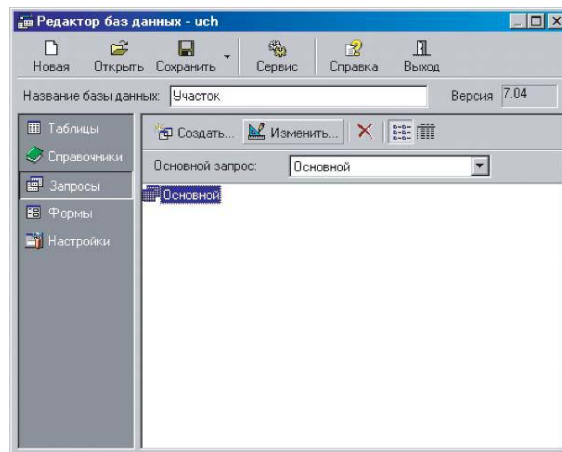 Редактор баз данных - uch
Новая Открыть Сохранить Сервис Справка Выход
Название базы данных: Участок Версия 7.04
Таблицы
Справочники
Запросы
Формы
Настройки
Создать... Изменить...
Основной запрос: Основной
Основной